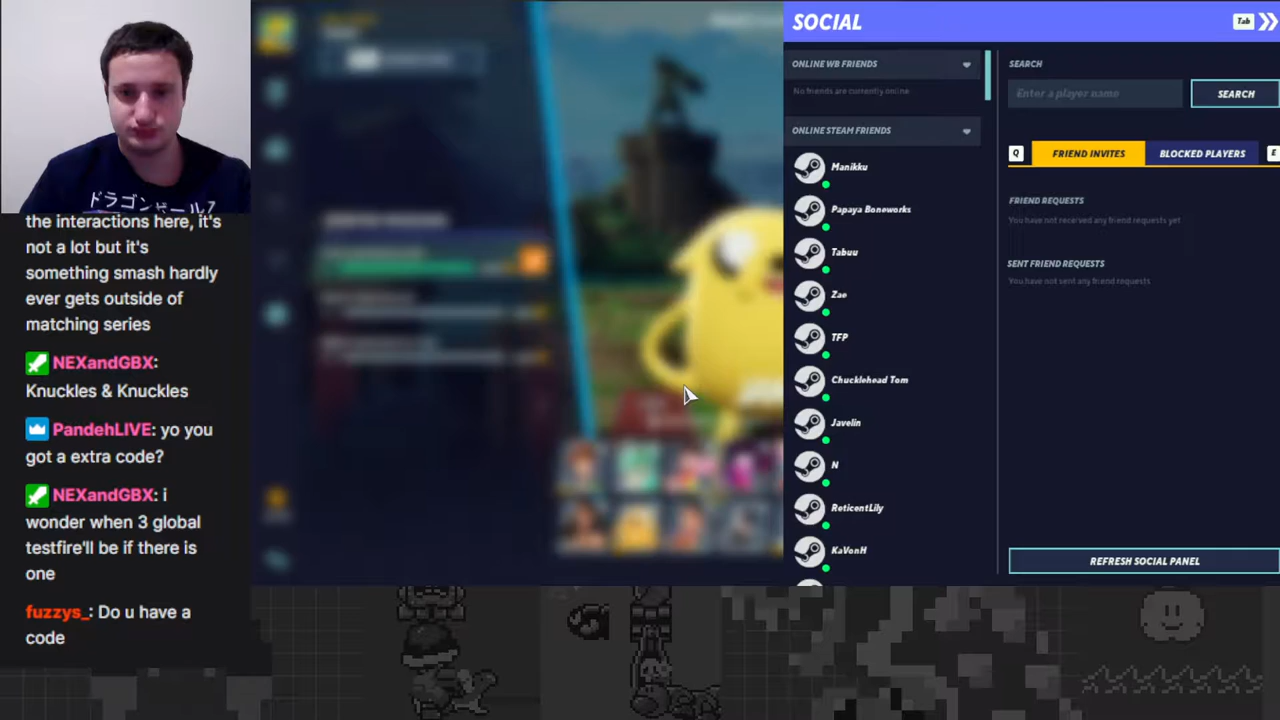 ドラゴンボールZ
the interactions here, it's
not a lot but it's
something smash hardly
ever gets outside of
matching series
NEXandGBX:
Knuckles & Knuckles
PandehLIVE: yo you
got a extra code?
NEXandGBX: i
wonder when 3 global
testfire'll be if there is
one
fuzzys_: Do u have a
code
SOCIAL
Tab
ONLINE WB FRIENDS
No friends are currently online
ONLINE STEAM FRIENDS
Manikku
Papaya Boneworks
Tabuu
Zae
TFP
Chucklehead Tom
Javelin
N
ReticentLily
KaVonH
SEARCH
Enter a player name
SEARCH
Q
FRIEND INVITES
BLOCKED PLAYERS
E
FRIEND REQUESTS
You have not received any friend requests yet
SENT FRIEND REQUESTS
You have not sent any friend requests
REFRESH SOCIAL PANEL